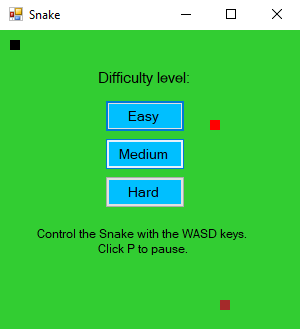 Snake
Difficulty level:
Easy
Medium
Hard
Control the Snake with the WASD keys.
Click P to pause.